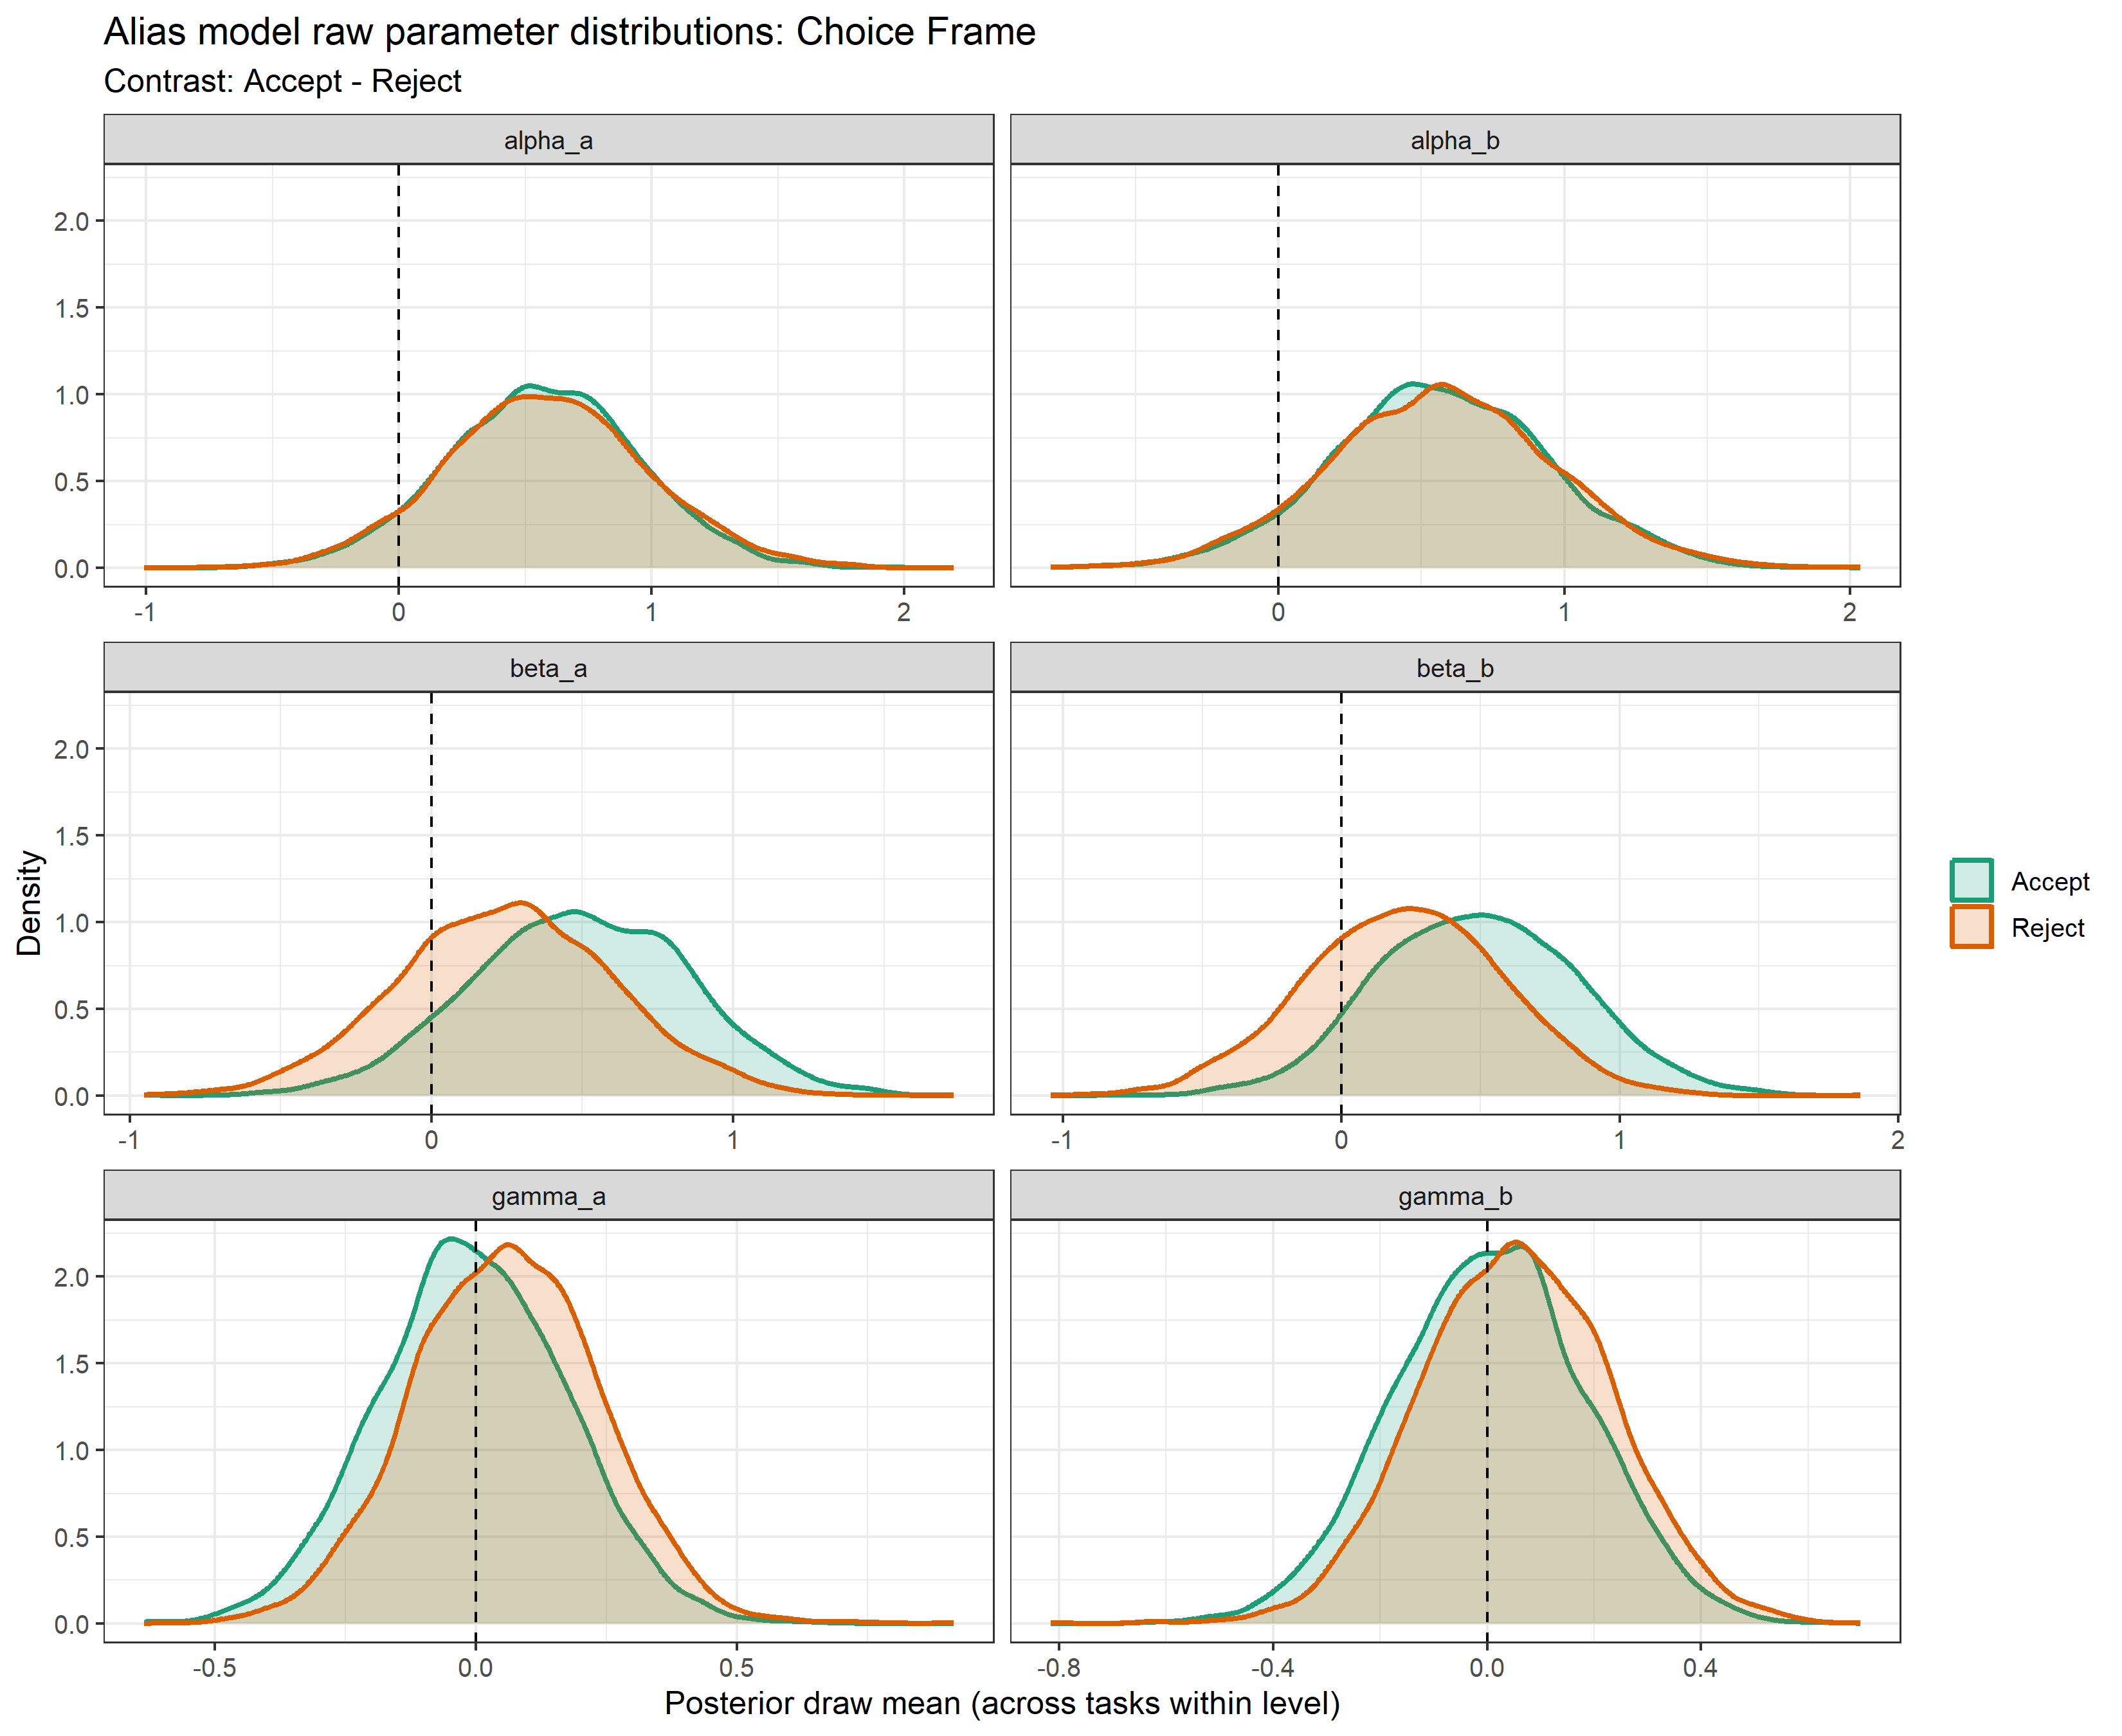 Alias model raw parameter distributions: Choice Frame
Contrast: Accept - Reject
alpha_a
alpha_b
2.0
1.5
1.0
0.5
0.0
-1 0 1 2
0 1 2
beta_a
beta_b
2.0
1.5
1.0
0.5
0.0
-1 0 1
-1 0 1 2
Density
Accept
Reject
gamma_a
gamma_b
2.0
1.5
1.0
0.5
0.0
-0.5 0.0 0.5
-0.8 -0.4 0.0 0.4
Posterior draw mean (across tasks within level)